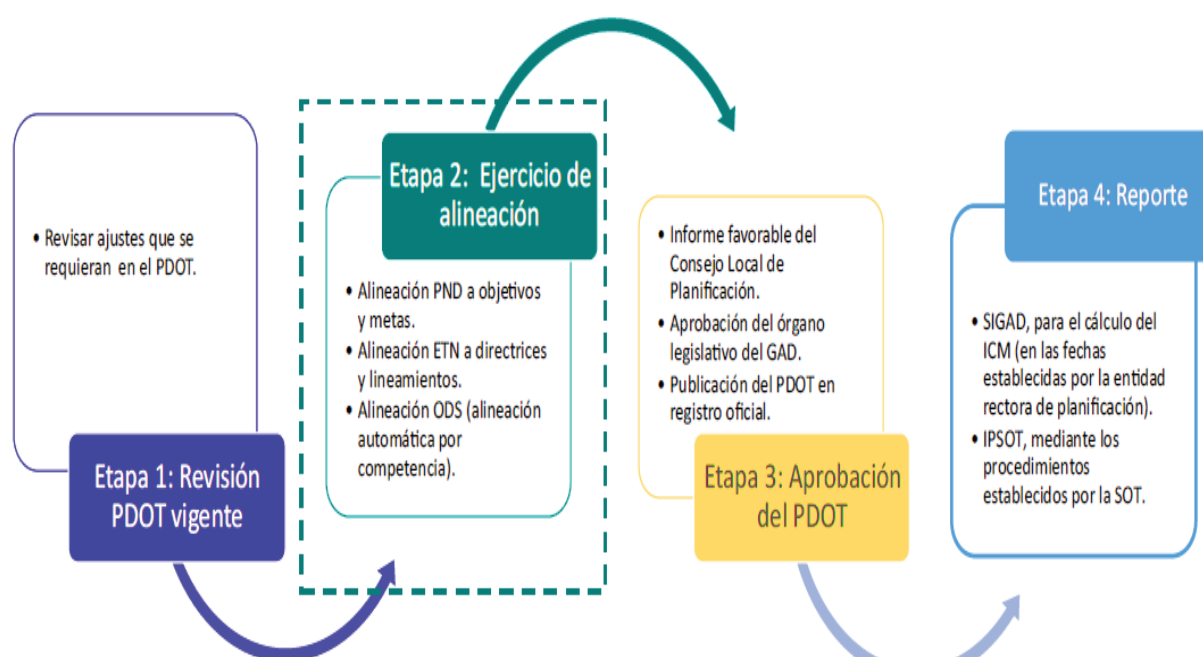 • Revisar ajustes que se
requieran en el PDOT.
Etapa 1: Revisión
PDOT vigente
Etapa 2: Ejercicio de
alineación
• Alineación PND a objetivos
y metas.
• Alineación ETN a directrices
y lineamientos.
• Alineación ODS (alineación
automática por
competencia).
• Informe favorable del
Consejo Local de
Planificación.
• Aprobación del órgano
legislativo del GAD.
• Publicación del PDOT en
registro oficial.
Etapa 3: Aprobación
del PDOT
Etapa 4: Reporte
• SIGAD, para el cálculo del
ICM (en las fechas
establecidas por la entidad
rectora de planificación).
• IPSOT, mediante los
procedimientos
establecidos por la SOT.